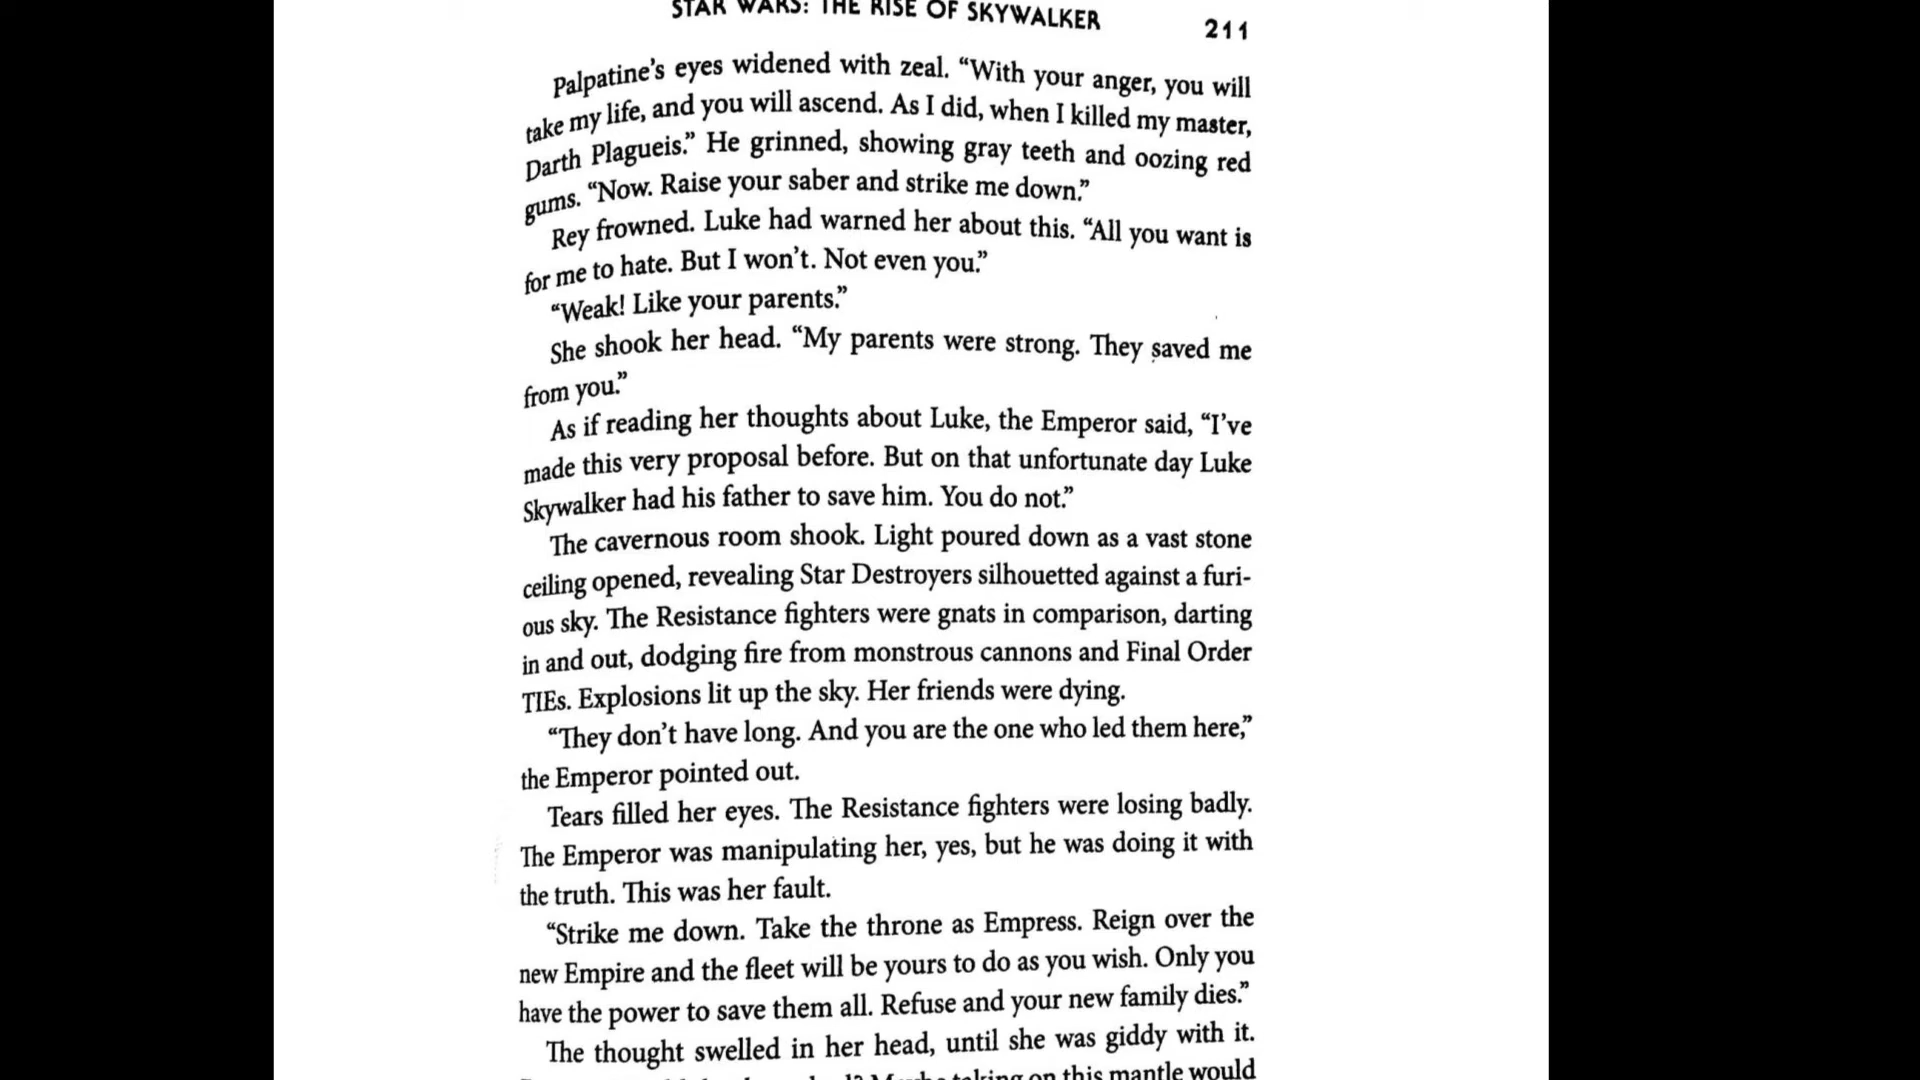 STAR WARS: THE RISE OF SKYWALKER 211
Palpatine's eyes widened with zeal. “With your anger, you will
take my life, and you will ascend. As I did, when I killed my master,
Darth Plagueis.” He grinned, showing gray teeth and oozing red
gums. “Now. Raise your saber and strike me down.”
Rey frowned. Luke had warned her about this. “All you want is
for me to hate. But I won't. Not even you.”
“Weak! Like your parents.”
She shook her head. “My parents were strong. They saved me
from you.”
As if reading her thoughts about Luke, the Emperor said, “I've
made this very proposal before. But on that unfortunate day Luke
Skywalker had his father to save him. You do not.”
The cavernous room shook. Light poured down as a vast stone
ceiling opened, revealing Star Destroyers silhouetted against a furi-
ous sky. The Resistance fighters were gnats in comparison, darting
in and out, dodging fire from monstrous cannons and Final Order
TIEs. Explosions lit up the sky. Her friends were dying.
“They don't have long. And you are the one who led them here,”
the Emperor pointed out.
Tears filled her eyes. The Resistance fighters were losing badly.
The Emperor was manipulating her, yes, but he was doing it with
the truth. This was her fault.
“Strike me down. Take the throne as Empress. Reign over the
new Empire and the fleet will be yours to do as you wish. Only you
have the power to save them all. Refuse and your new family dies.”
The thought swelled in her head, until she was giddy with it.
taking on this mantle would